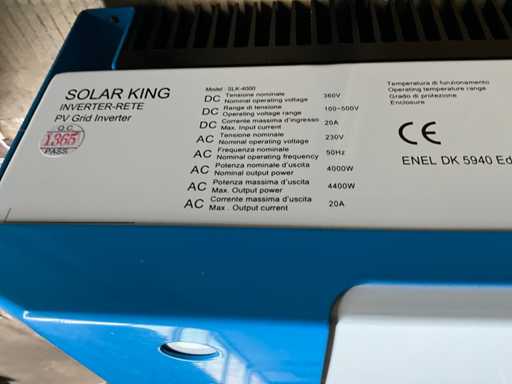 SOLAR KING
INVERTER-RETE
PV Grid Inverter
Q.C
1365
PASS.
Model : SLK-4000
DC Tensione nominale 360V
Nominal operating voltage
DC Range di tensione 100~500V
Operating voltage range
DC Corrente massima d'ingresso 20A
Max. Input current
AC Tensione nominale 230V
Nominal operating voltage
AC Frequenza nominale 50Hz
Nominal operating frequency
AC Potenza nominale d'uscita 4000W
Nominal output power
AC Potenza massima d'uscita 4400W
Max. Output power
AC Corrente massima d'uscita 20A
Max . Output current
Temperatura di funzionamento
Operating temperature range
Grado di protezione
Enclosure
CE
ENEL DK 5940 Ed